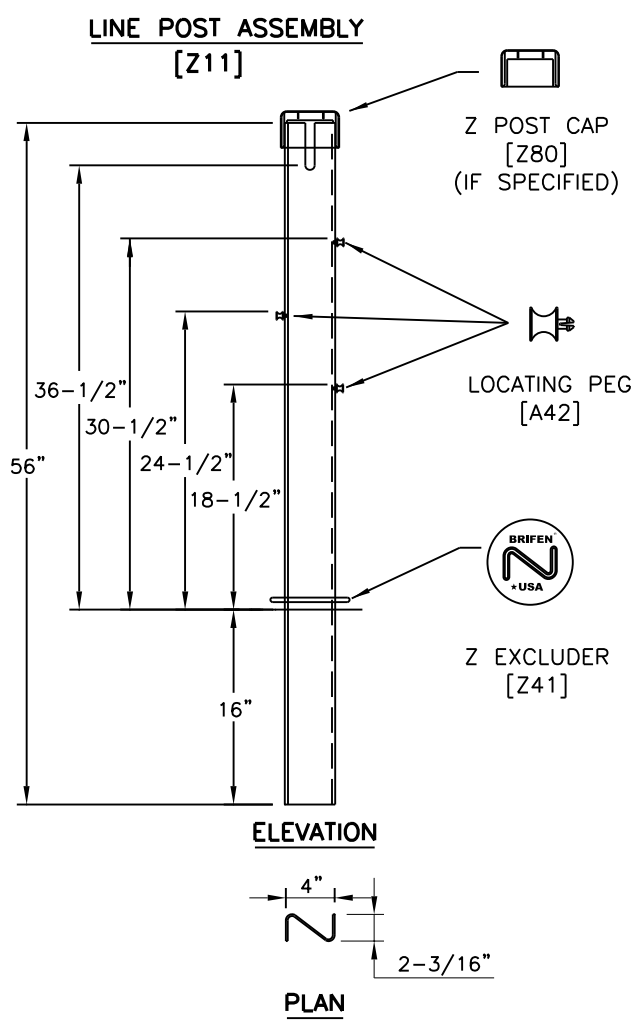 LINE POST ASSEMBLY
[Z11]
Z POST CAP
[Z80]
(IF SPECIFIED)
36-1/2"
30-1/2"
24-1/2"
18-1/2"
56"
LOCATING PEG
[A42]
BRIFEN
★USA
Z EXCLUDER
[Z41]
16"
ELEVATION
4"
2-3/16"
PLAN